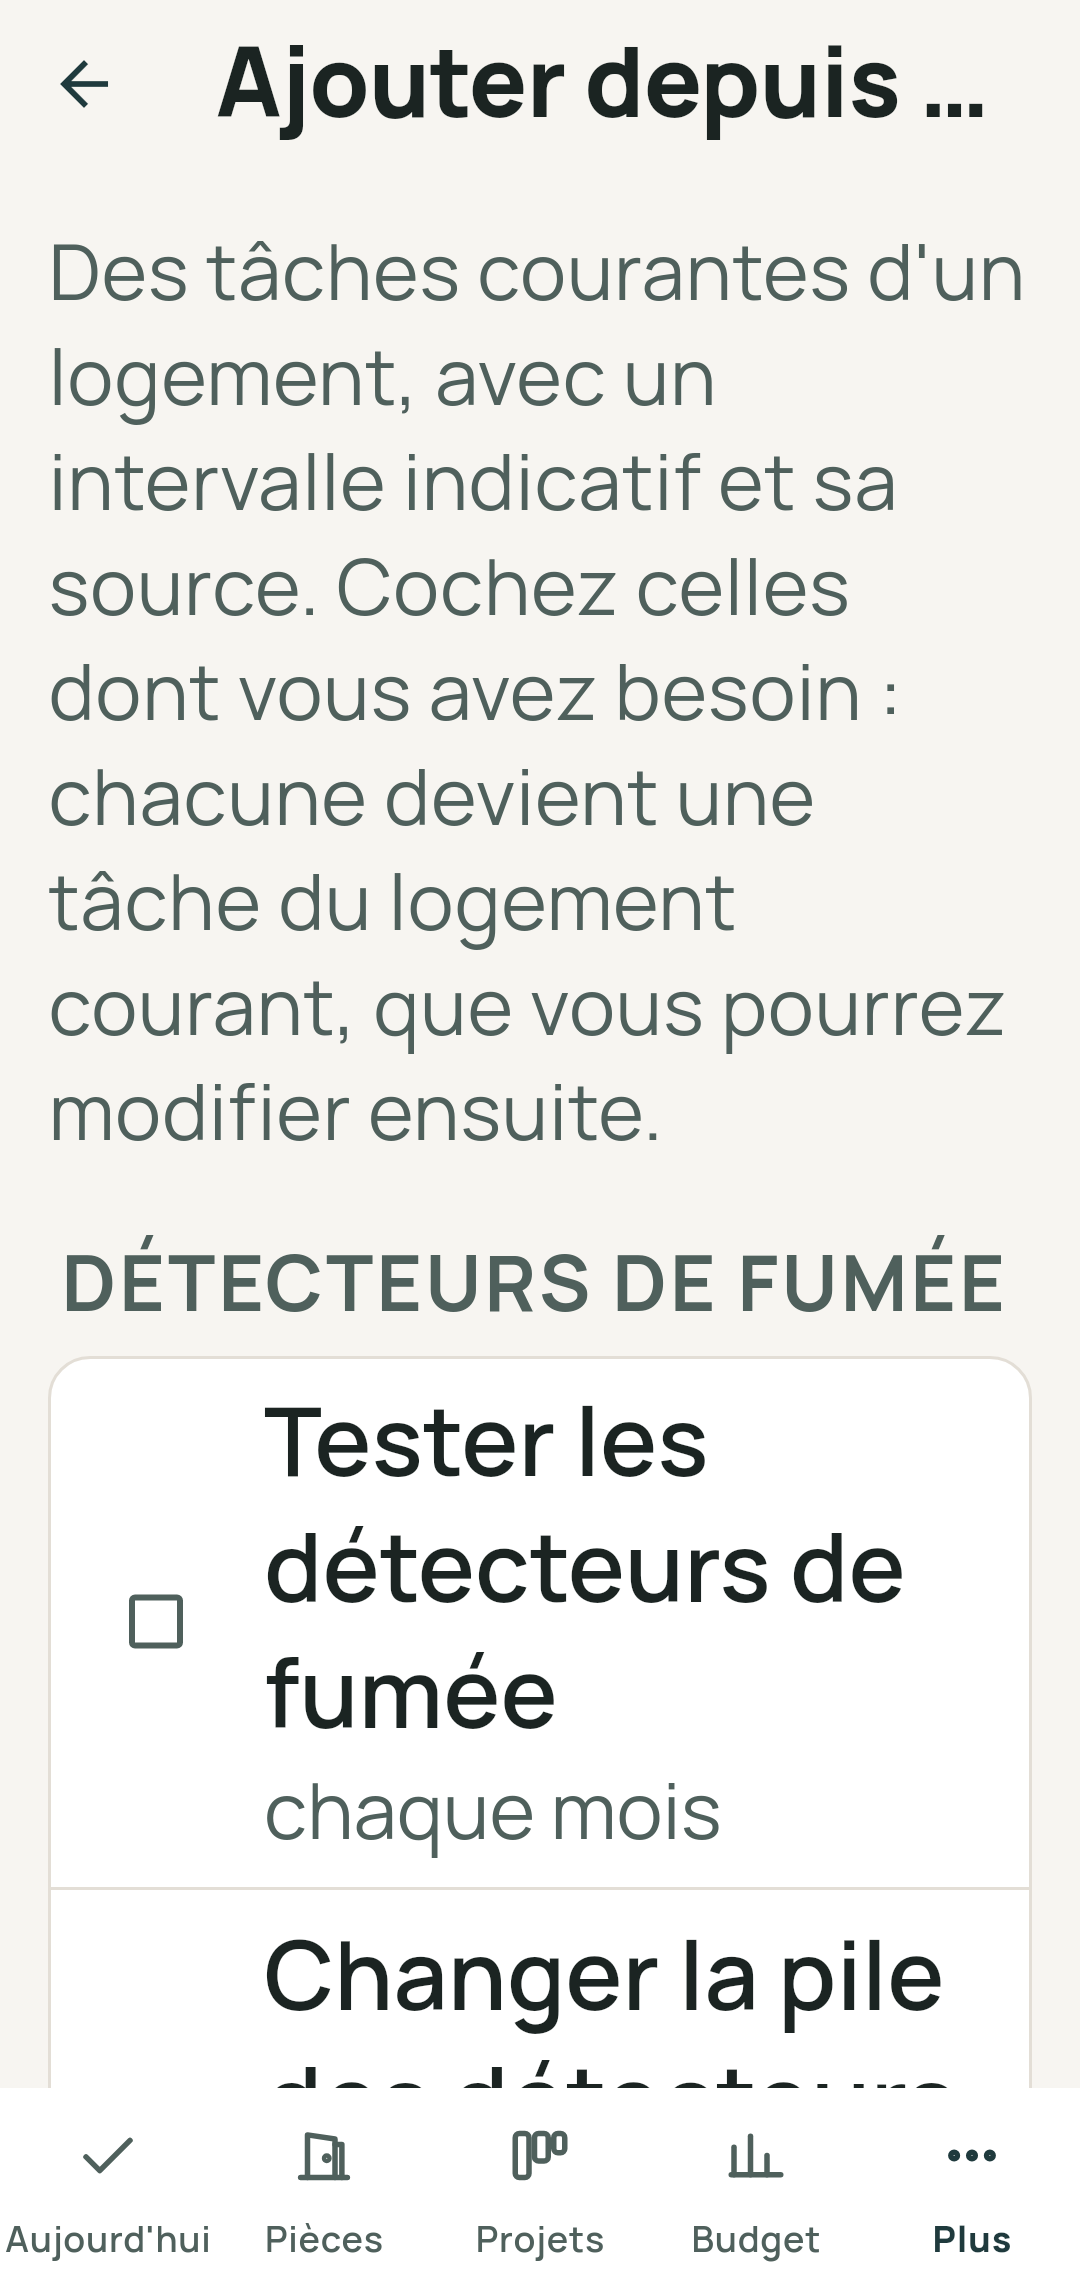 Ajouter depuis ...
Des tâches courantes d'un
logement, avec un
intervalle indicatif et sa
source. Cochez celles
dont vous avez besoin :
chacune devient une
tâche du logement
courant, que vous pourrez
modifier ensuite.
DÉTECTEURS DE FUMÉE
Tester les
détecteurs de
fumée
chaque mois
Changer la pile
des détecteurs
Aujourd'hui
Pièces
Projets
Budget
Plus